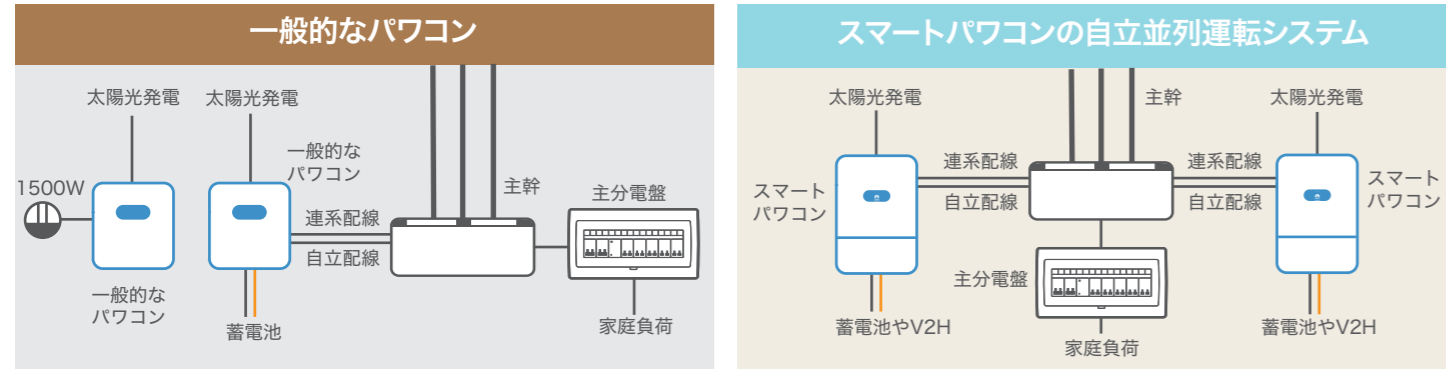 一般的なパワコン
太陽光発電
太陽光発電
一般的な
パワコン
1500W
主幹
主分電盤
連系配線
自立配線
一般的な
パワコン
蓄電池
家庭負荷
スマートパワコンの自立並列運転システム
太陽光発電
主幹
太陽光発電
連系配線
連系配線
スマート
パワコン
自立配線
自立配線
スマート
パワコン
主分電盤
蓄電池やV2H
蓄電池やV2H
家庭負荷